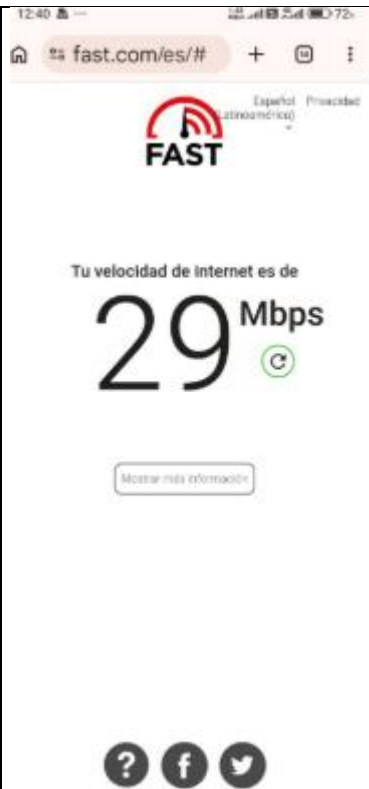 12:40
72
fast.com/es/#
Español Privacidad
(Latinoamérica)
FAST
Tu velocidad de internet es de
29 Mbps
Mostrar más información
?
f